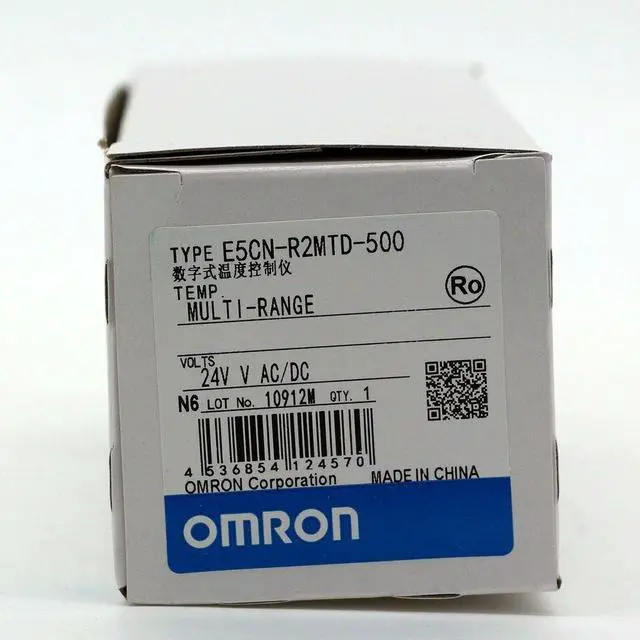 TYPE E5CN-R2MTD-500
数字式温度控制仪
TEMP.
MULTI-RANGE
Ro
VOLTS
24V V AC/DC
N6 LOT No. 10912M QTY. 1
4 536854 124570
OMRON Corporation MADE IN CHINA
OMRON